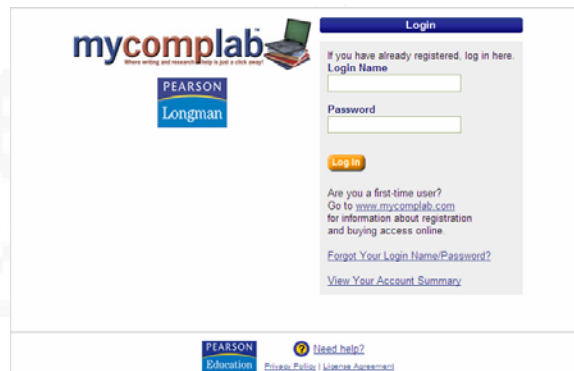 mycomplab™
Where writing and research help is just a click away!
PEARSON
Longman
Login
If you have already registered, log in here.
Login Name
Password
Log In
Are you a first-time user?
Go to www.mycomplab.com
for information about registration
and buying access online.
Forgot Your Login Name/Password?
View Your Account Summary
PEARSON
Education
Need help?
Privacy Policy | License Agreement